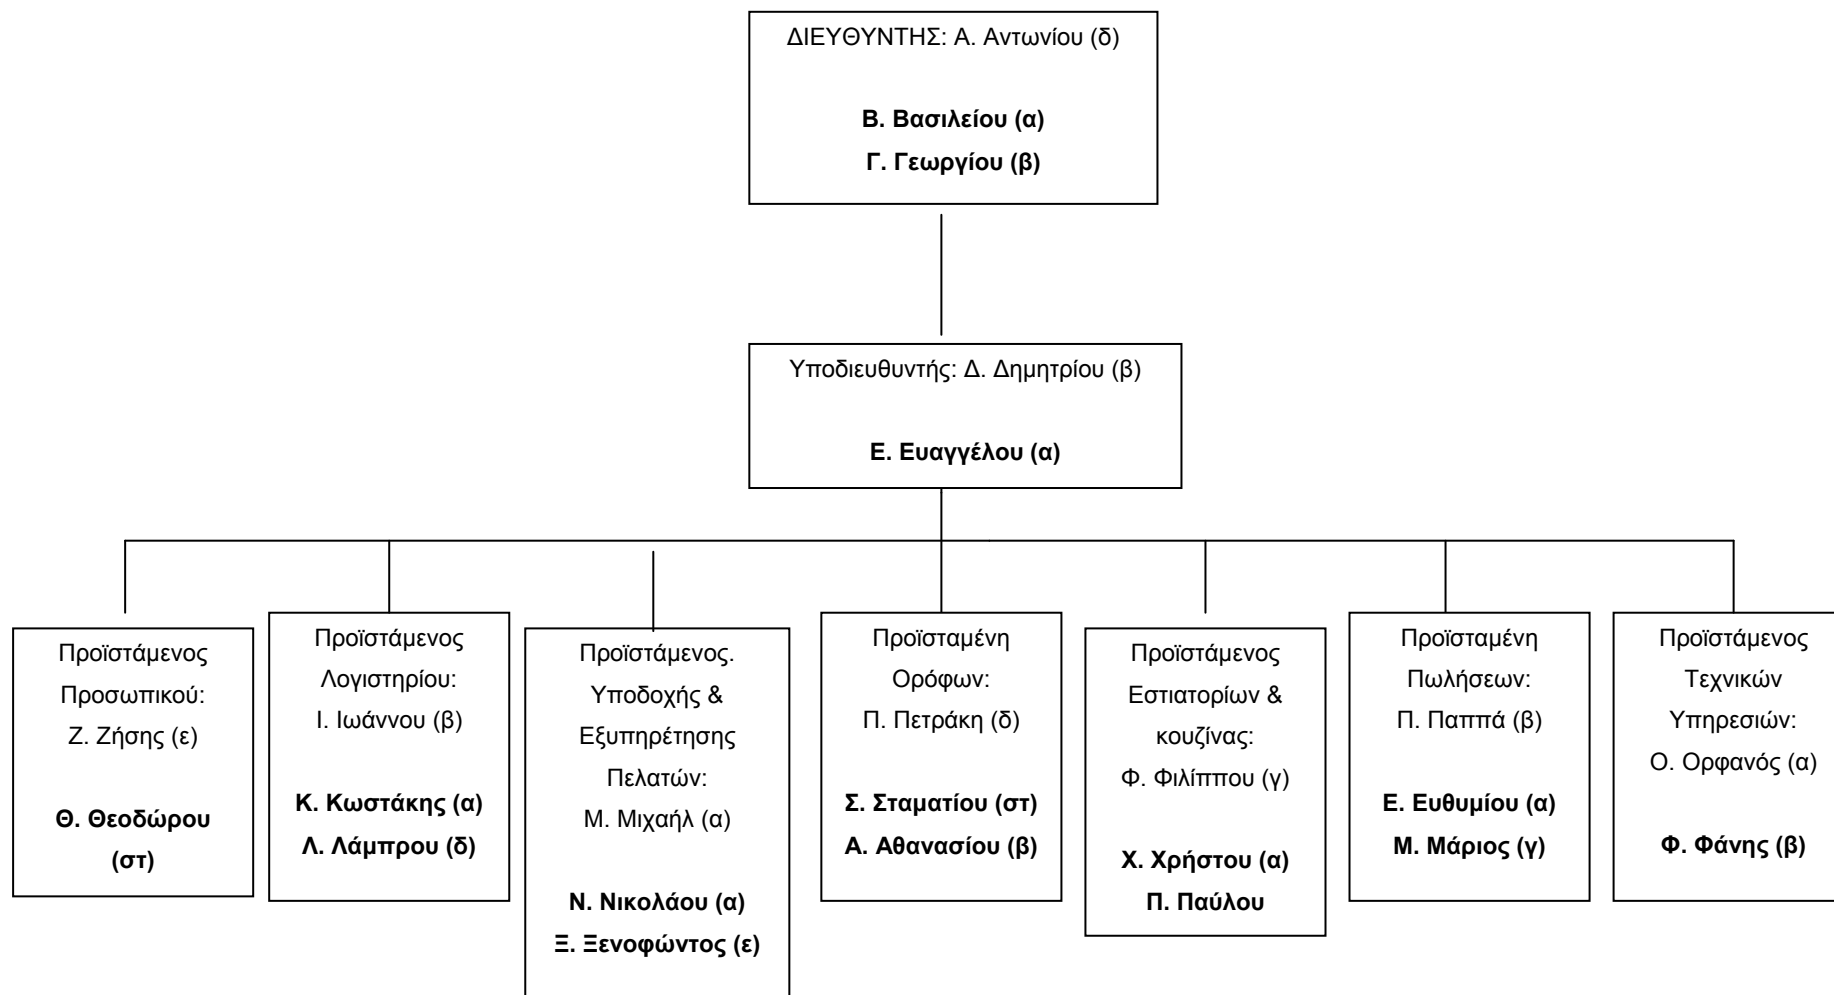 ΔΙΕΥΘΥΝΤΗΣ: Α. Αντωνίου (δ)
Β. Βασιλείου (α)
Γ. Γεωργίου (β)
Υποδιευθυντής: Δ. Δημητρίου (β)
Ε. Ευαγγέλου (α)
Προϊστάμενος
Προσωπικού:
Ζ. Ζήσης (ε)
Θ. Θεοδώρου
(στ)
Προϊστάμενος
Λογιστηρίου:
Ι. Ιωάννου (β)
Κ. Κωστάκης (α)
Λ. Λάμπρου (δ)
Προϊστάμενος.
Υποδοχής &
Εξυπηρέτησης
Πελατών:
Μ. Μιχαήλ (α)
Ν. Νικολάου (α)
Ξ. Ξενοφώντος (ε)
Προϊσταμένη
Ορόφων:
Π. Πετράκη (δ)
Σ. Σταματίου (στ)
Α. Αθανασίου (β)
Προϊστάμενος
Εστιατορίων &
κουζίνας:
Φ. Φιλίππου (γ)
Χ. Χρήστου (α)
Π. Παύλου
Προϊσταμένη
Πωλήσεων:
Π. Παππά (β)
Ε. Ευθυμίου (α)
Μ. Μάριος (γ)
Προϊστάμενος
Τεχνικών
Υπηρεσιών:
Ο. Ορφανός (α)
Φ. Φάνης (β)